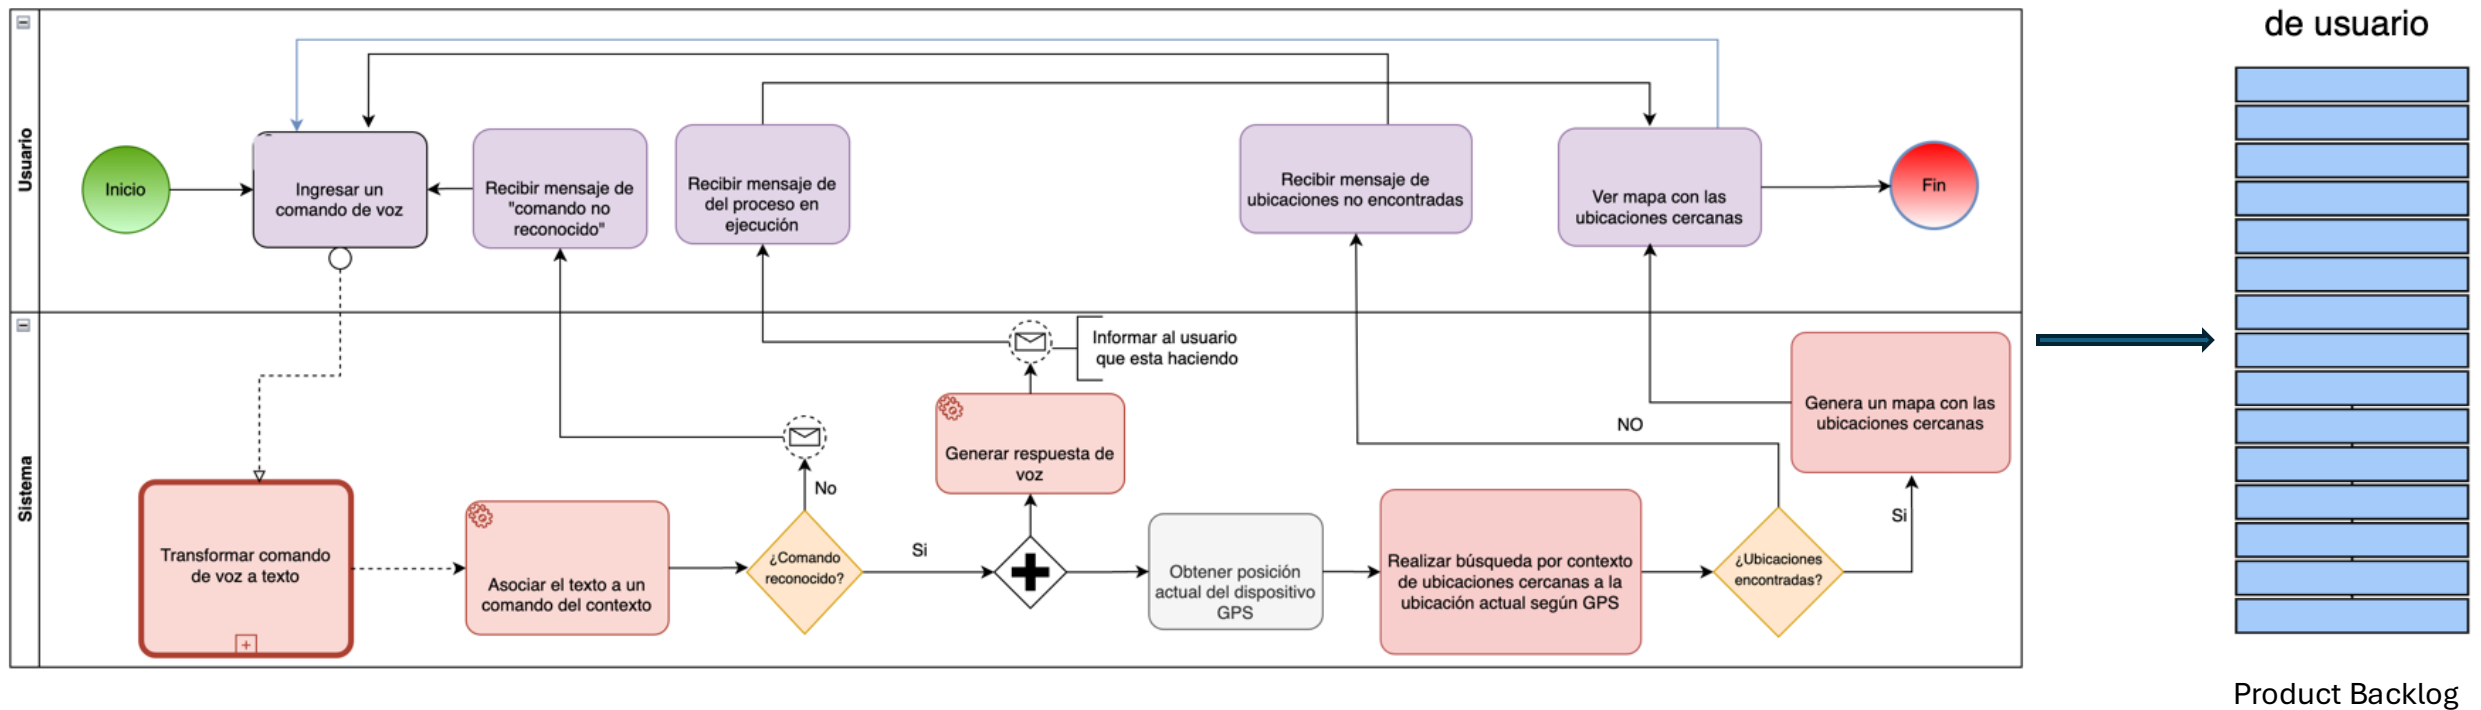 de usuario
Usuario
Inicio
Ingresar un
comando de voz
Recibir mensaje de
"comando no
reconocido"
Recibir mensaje de
del proceso en
ejecución
Recibir mensaje de
ubicaciones no encontradas
Ver mapa con las
ubicaciones cercanas
Fin
Sistema
Informar al usuario
que esta haciendo
Genera un mapa con las
ubicaciones cercanas
NO
Generar respuesta de
voz
No
Si
Si
Transformar comando
de voz a texto
Asociar el texto a un
comando del contexto
¿Comando
reconocido?
Obtener posición
actual del dispositivo
GPS
Realizar búsqueda por contexto
de ubicaciones cercanas a la
ubicación actual según GPS
¿Ubicaciones
encontradas?
Product Backlog